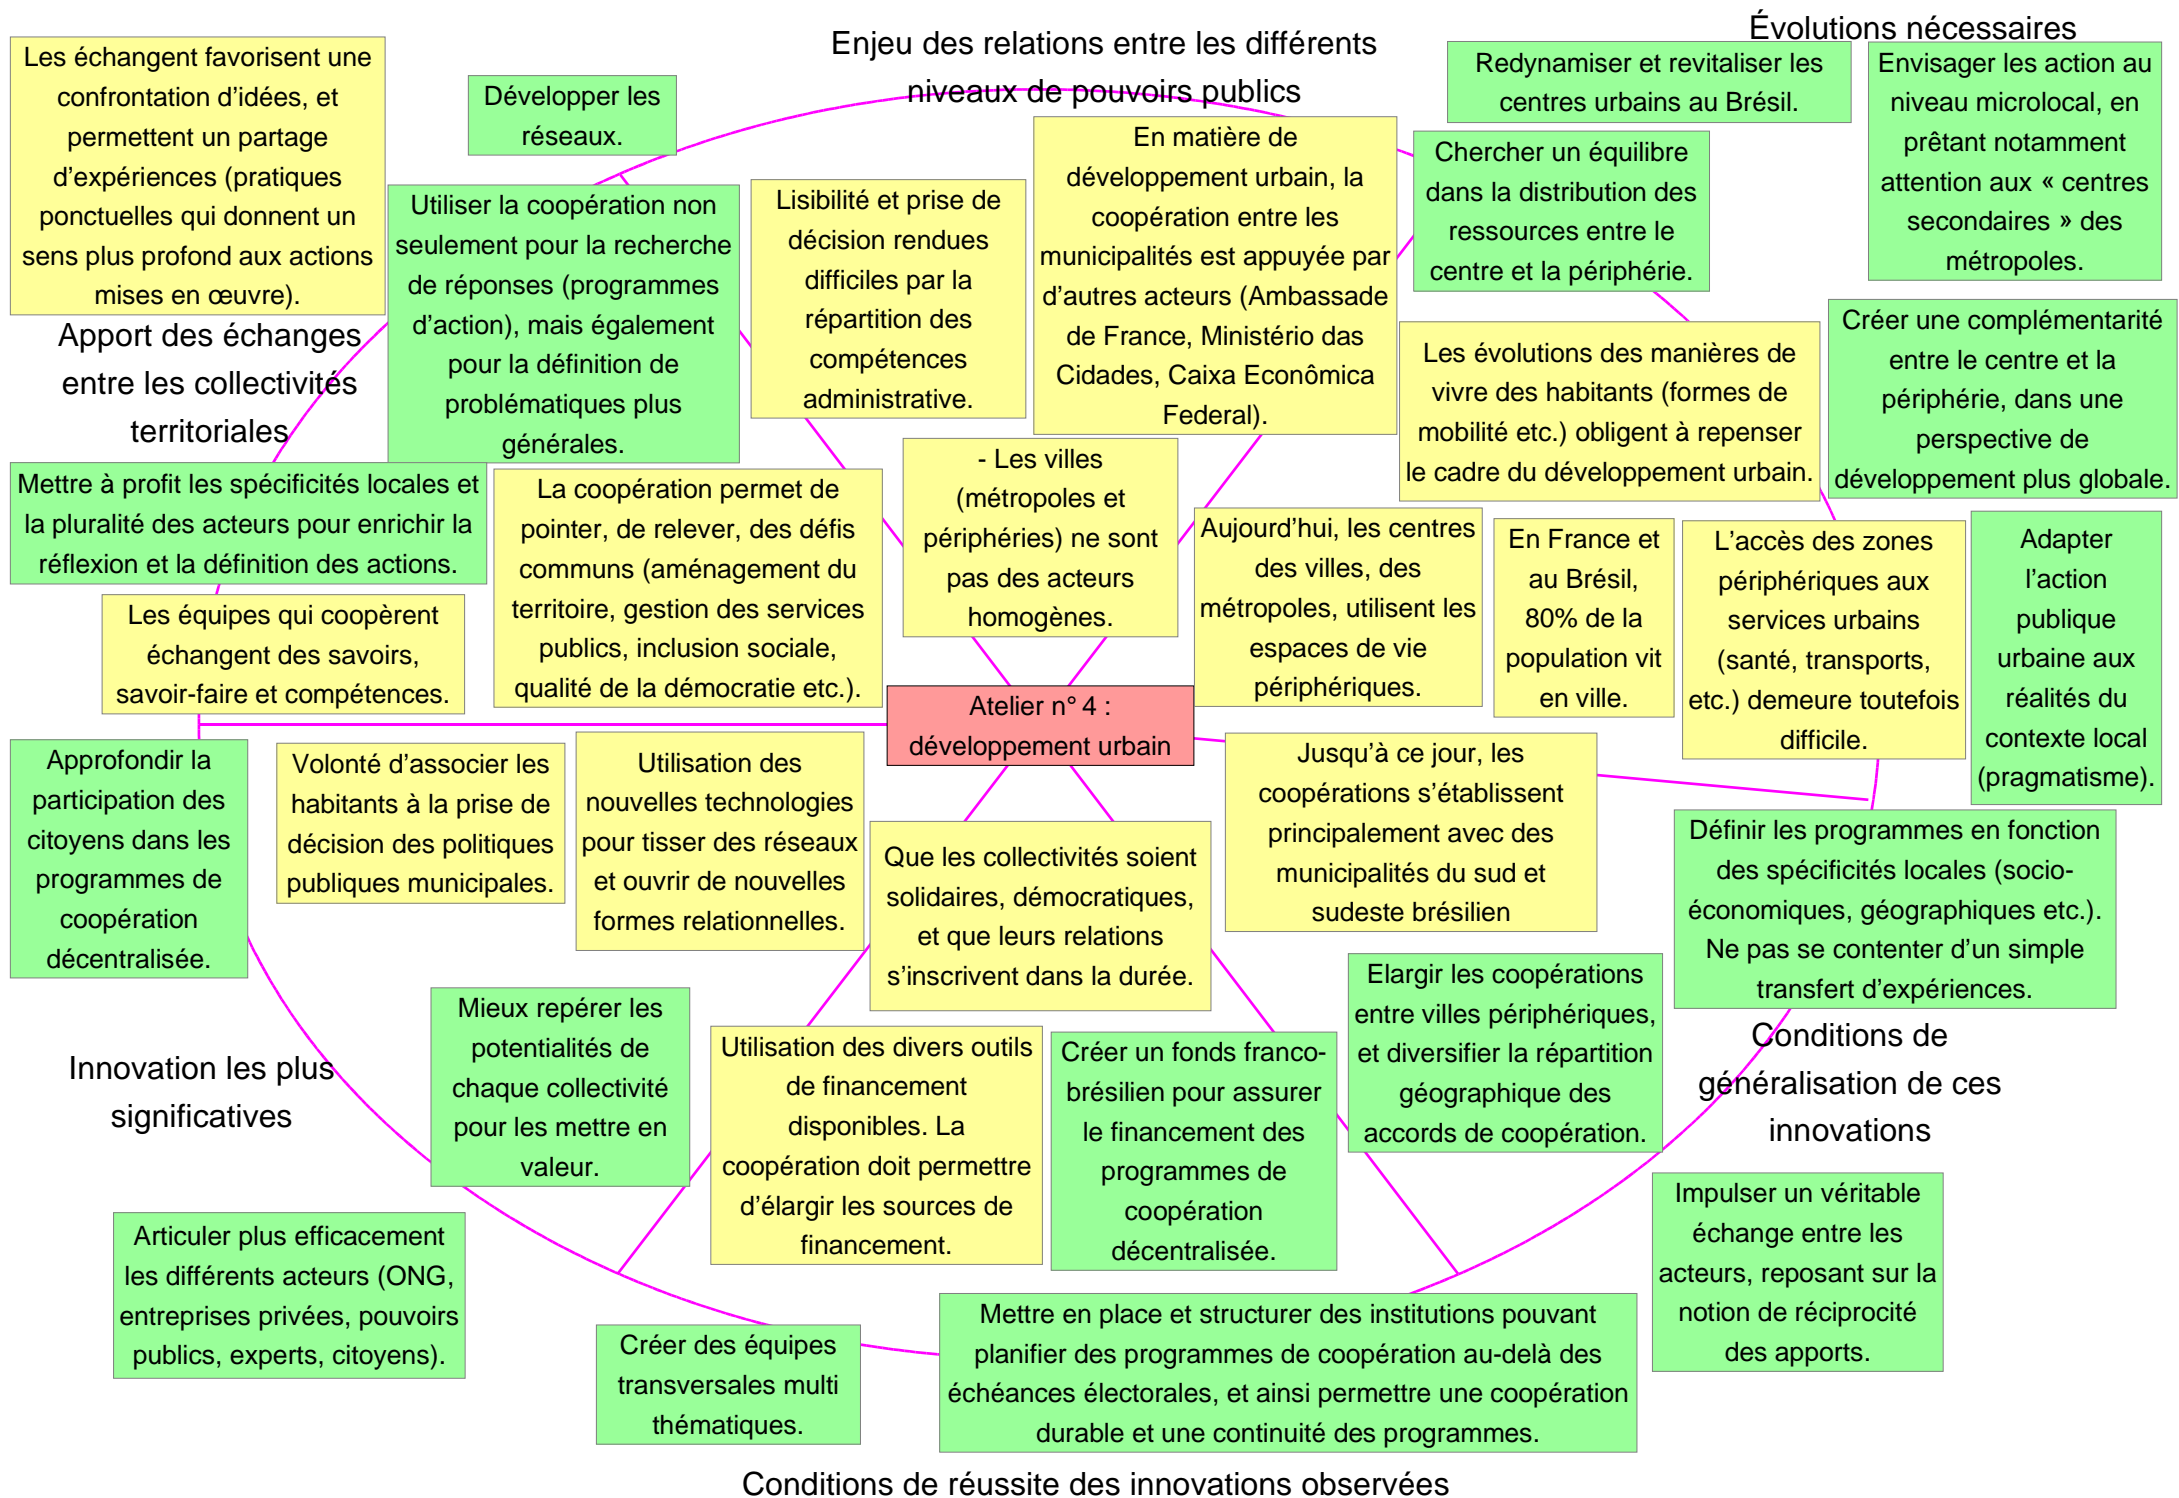 Évolutions nécessaires
Enjeu des relations entre les différents
niveaux de pouvoirs publics
Les échangent favorisent une
confrontation d'idées, et
permettent un partage
d'expériences (pratiques
ponctuelles qui donnent un
sens plus profond aux actions
mises en œuvre).
Développer les
réseaux.
Redynamiser et revitaliser les
centres urbains au Brésil.
Envisager les action au
niveau microlocal, en
prêtant notamment
attention aux « centres
secondaires » des
métropoles.
Utiliser la coopération non
seulement pour la recherche
de réponses (programmes
d'action), mais également
pour la définition de
problématiques plus
générales.
Lisibilité et prise de
décision rendues
difficiles par la
répartition des
compétences
administrative.
En matière de
développement urbain, la
coopération entre les
municipalités est appuyée par
d'autres acteurs (Ambassade
de France, Ministério das
Cidades, Caixa Econômica
Federal).
Chercher un équilibre
dans la distribution des
ressources entre le
centre et la périphérie.
Apport des échanges
entre les collectivités
territoriales
Les évolutions des manières de
vivre des habitants (formes de
mobilité etc.) obligent à repenser
le cadre du développement urbain.
Créer une complémentarité
entre le centre et la
périphérie, dans une
perspective de
développement plus globale.
Mettre à profit les spécificités locales et
la pluralité des acteurs pour enrichir la
réflexion et la définition des actions.
La coopération permet de
pointer, de relever, des défis
communs (aménagement du
territoire, gestion des services
publics, inclusion sociale,
qualité de la démocratie etc.).
- Les villes
(métropoles et
périphéries) ne sont
pas des acteurs
homogènes.
Aujourd'hui, les centres
des villes, des
métropoles, utilisent les
espaces de vie
périphériques.
En France et
au Brésil,
80% de la
population vit
en ville.
L'accès des zones
périphériques aux
services urbains
(santé, transports,
etc.) demeure toutefois
difficile.
Adapter
l'action
publique
urbaine aux
réalités du
contexte local
(pragmatisme).
Les équipes qui coopèrent
échangent des savoirs,
savoir-faire et compétences.
Atelier n° 4 :
développement urbain
Approfondir la
participation des
citoyens dans les
programmes de
coopération
décentralisée.
Volonté d'associer les
habitants à la prise de
décision des politiques
publiques municipales.
Utilisation des
nouvelles technologies
pour tisser des réseaux
et ouvrir de nouvelles
formes relationnelles.
Que les collectivités soient
solidaires, démocratiques,
et que leurs relations
s'inscrivent dans la durée.
Jusqu'à ce jour, les
coopérations s'établissent
principalement avec des
municipalités du sud et
sudeste brésilien
Définir les programmes en fonction
des spécificités locales (socio-
économiques, géographiques etc.).
Ne pas se contenter d'un simple
transfert d'expériences.
Innovation les plus
significatives
Mieux repérer les
potentialités de
chaque collectivité
pour les mettre en
valeur.
Utilisation des divers outils
de financement
disponibles. La
coopération doit permettre
d'élargir les sources de
financement.
Créer un fonds franco-
brésilien pour assurer
le financement des
programmes de
coopération
décentralisée.
Elargir les coopérations
entre villes périphériques,
et diversifier la répartition
géographique des
accords de coopération.
Conditions de
généralisation de ces
innovations
Articuler plus efficacement
les différents acteurs (ONG,
entreprises privées, pouvoirs
publics, experts, citoyens).
Créer des équipes
transversales multi
thématiques.
Mettre en place et structurer des institutions pouvant
planifier des programmes de coopération au-delà des
échéances électorales, et ainsi permettre une coopération
durable et une continuité des programmes.
Impulser un véritable
échange entre les
acteurs, reposant sur la
notion de réciprocité
des apports.
Conditions de réussite des innovations observées